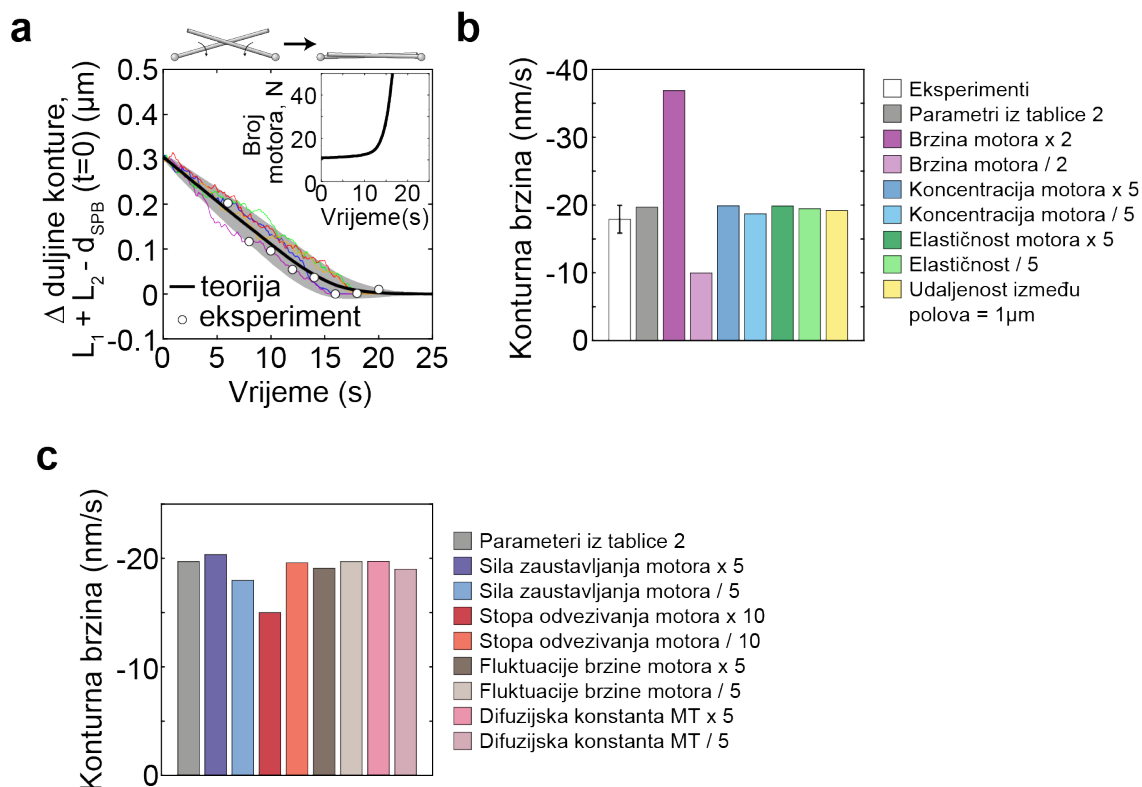 a
Δ duljine konture,
L₁ + L₂ - d_SPB (t=0) (µm)
0.5
0.4
0.3
0.2
0.1
0
-0.1
0
5
10
15
20
25
Vrijeme (s)
teorija
eksperiment
Broj
motora, N
40
20
0
0
10
20
Vrijeme(s)
b
Konturna brzina (nm/s)
-40
-30
-20
-10
0
Eksperimenti
Parametri iz tablice 2
Brzina motora x 2
Brzina motora / 2
Koncentracija motora x 5
Koncentracija motora / 5
Elastičnost motora x 5
Elastičnost / 5
Udaljenost između
polova = 1µm
c
Konturna brzina (nm/s)
-20
-10
0
Parameteri iz tablice 2
Sila zaustavljanja motora x 5
Sila zaustavljanja motora / 5
Stopa odvezivanja motora x 10
Stopa odvezivanja motora / 10
Fluktuacije brzine motora x 5
Fluktuacije brzine motora / 5
Difuzijska konstanta MT x 5
Difuzijska konstanta MT / 5